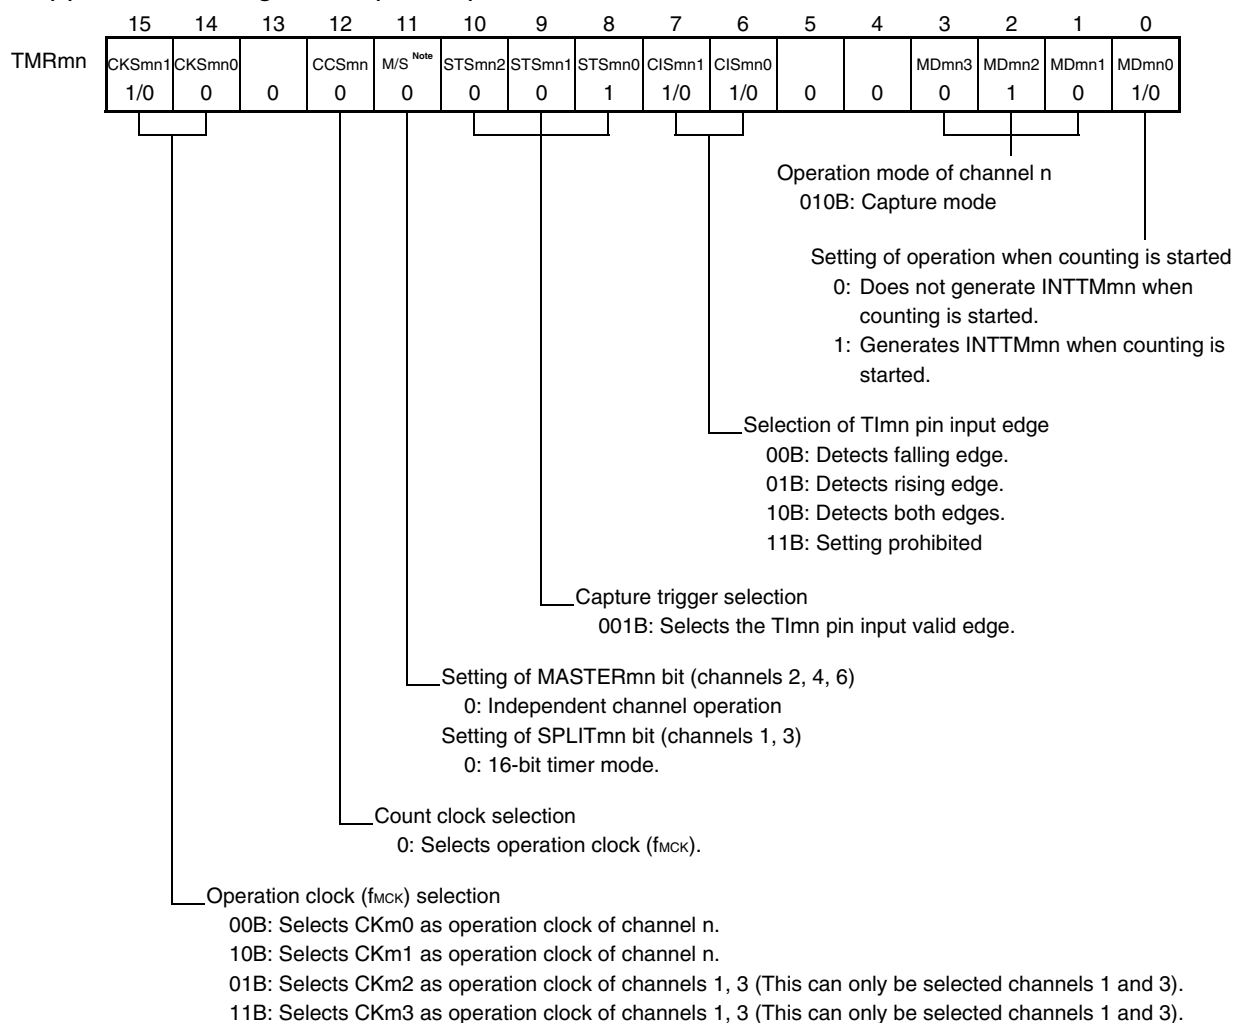 15 14 13 12 11 10 9 8 7 6 5 4 3 2 1 0
TMRmn CKSmn1 CKSmn0 CCSmn M/S Note STSmn2 STSmn1 STSmn0 CISmn1 CISmn0 MDmn3 MDmn2 MDmn1 MDmn0
1/0 0 0 0 0 0 0 1 1/0 1/0 0 0 0 1 0 1/0
Operation mode of channel n
010B: Capture mode
Setting of operation when counting is started
0: Does not generate INTTMmn when
counting is started.
1: Generates INTTMmn when counting is
started.
Selection of TImn pin input edge
00B: Detects falling edge.
01B: Detects rising edge.
10B: Detects both edges.
11B: Setting prohibited
Capture trigger selection
001B: Selects the TImn pin input valid edge.
Setting of MASTERmn bit (channels 2, 4, 6)
0: Independent channel operation
Setting of SPLITmn bit (channels 1, 3)
0: 16-bit timer mode.
Count clock selection
0: Selects operation clock (fMCK).
Operation clock (fMCK) selection
00B: Selects CKm0 as operation clock of channel n.
10B: Selects CKm1 as operation clock of channel n.
01B: Selects CKm2 as operation clock of channels 1, 3 (This can only be selected channels 1 and 3).
11B: Selects CKm3 as operation clock of channels 1, 3 (This can only be selected channels 1 and 3).